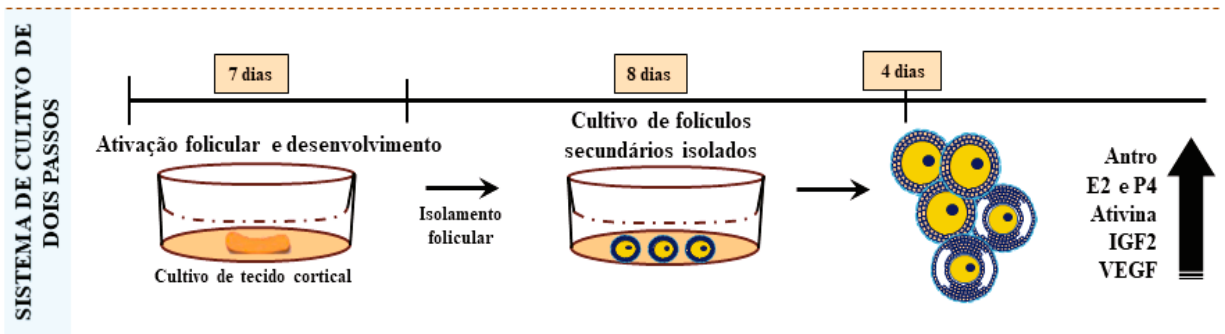 SISTEMA DE CULTIVO DE
DOIS PASSOS
7 dias
8 dias
4 dias
Ativação folicular e desenvolvimento
Cultivo de tecido cortical
Isolamento
folicular
Cultivo de folículos
secundários isolados
Antro
E2 e P4
Ativina
IGF2
VEGF